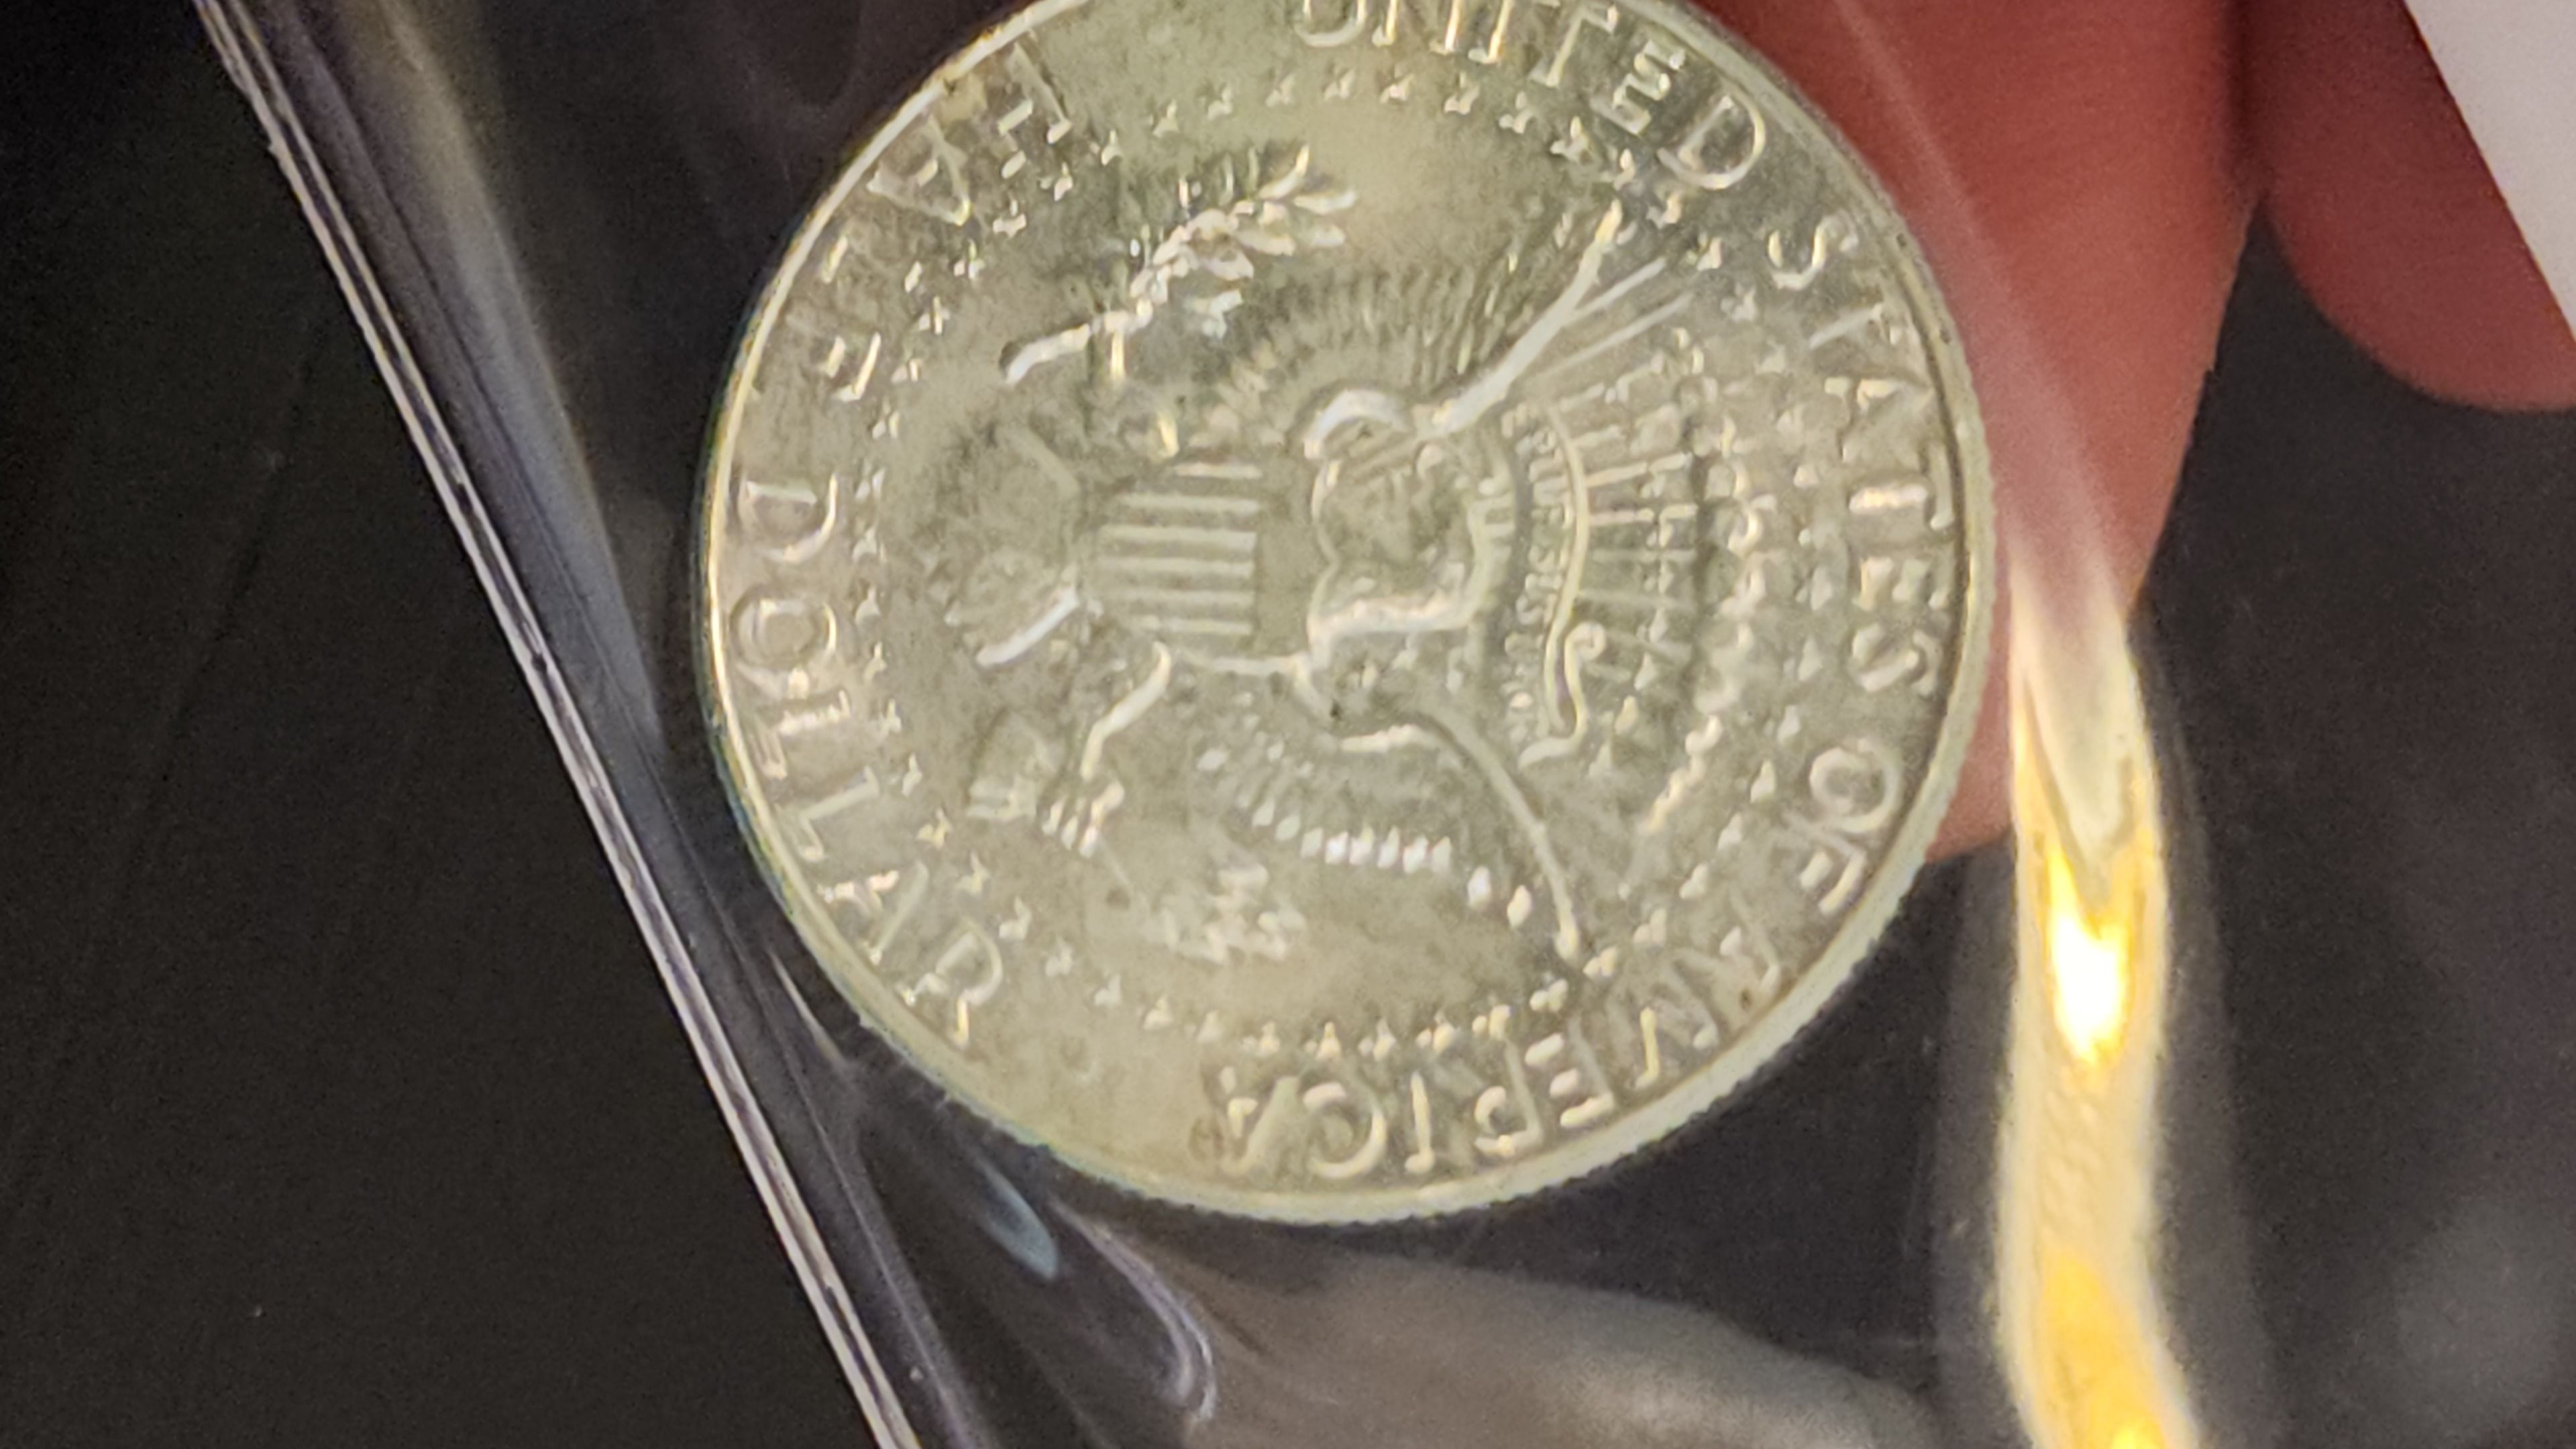 UNITED STATES OF AMERICA
HALF DOLLAR